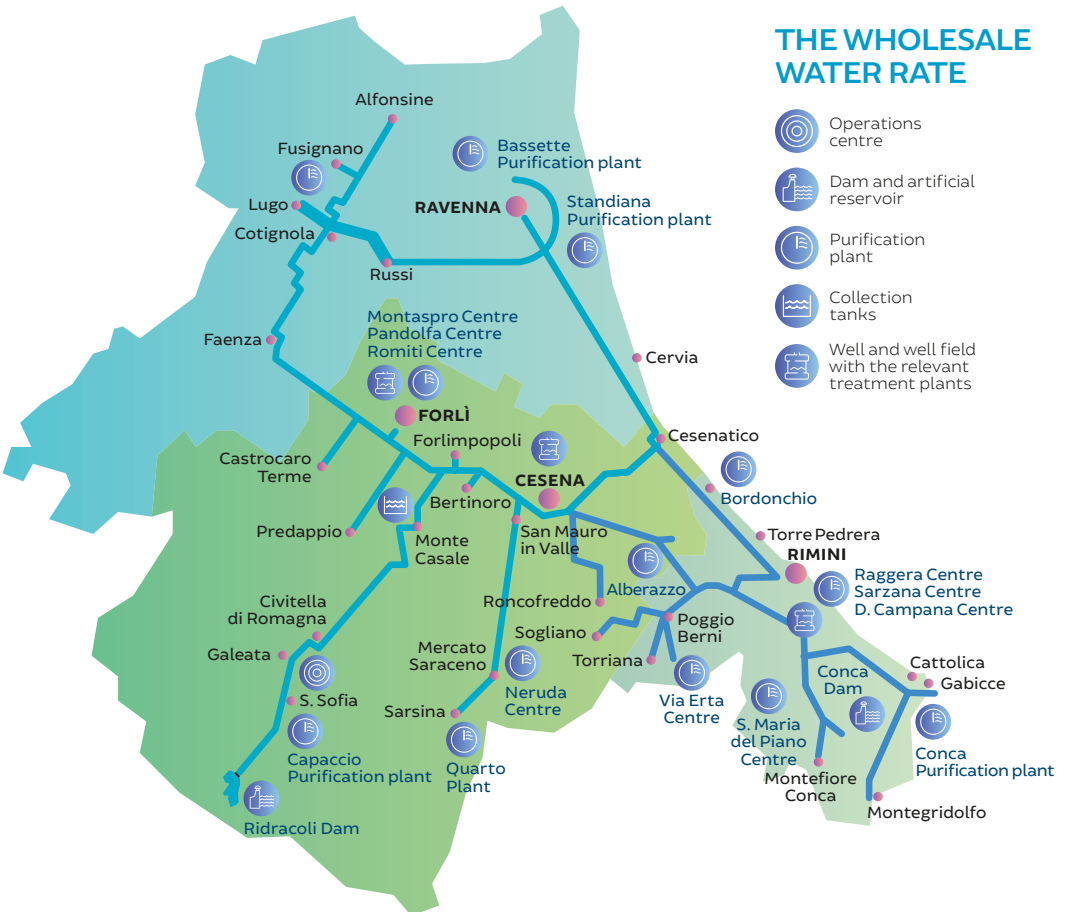 THE WHOLESALE
WATER RATE
Operations
centre
Dam and artificial
reservoir
Purification
plant
Collection
tanks
Well and well field
with the relevant
treatment plants
Alfonsine
Fusignano
Bassette
Purification plant
Lugo
RAVENNA
Standiana
Purification plant
Cotignola
Russi
Montaspro Centre
Pandolfa Centre
Romiti Centre
Faenza
Cervia
FORLÌ
Forlimpopoli
Cesenatico
Castrocaro
Terme
CESENA
Bertinoro
Bordonchio
Predappio
Monte
Casale
San Mauro
in Valle
Torre Pedrera
RIMINI
Alberazzo
Raggera Centre
Sarzana Centre
D. Campana Centre
Civitella
di Romagna
Roncofreddo
Sogliano
Poggio
Berni
Galeata
Mercato
Saraceno
Torriana
Conca
Dam
Cattolica
Gabicce
S. Sofia
Sarsina
Neruda
Centre
Via Erta
Centre
S. Maria
del Piano
Centre
Capaccio
Purification plant
Quarto
Plant
Conca
Purification plant
Montefiore
Conca
Montegridolfo
Ridracoli Dam